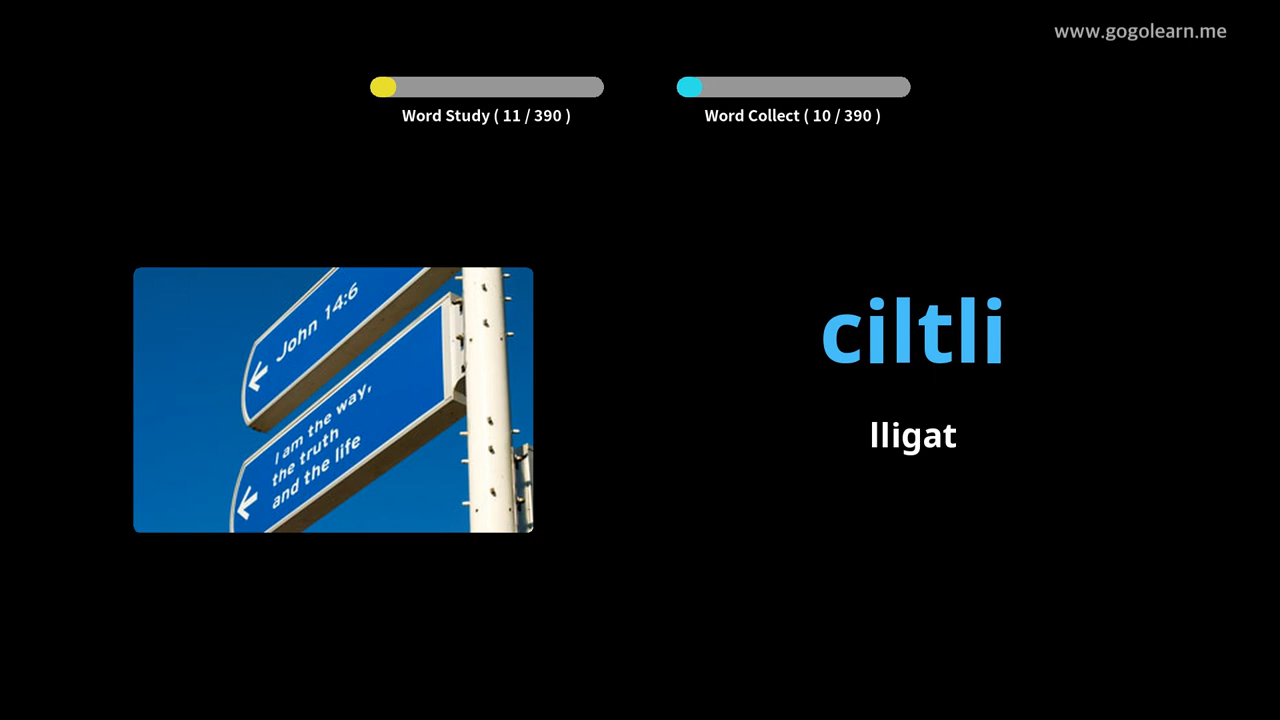 www.gogolearn.me
Word Study ( 11 / 390 )
Word Collect ( 10 / 390 )
John 14:6
I am the way,
the truth
and the life
ciltli
lligat